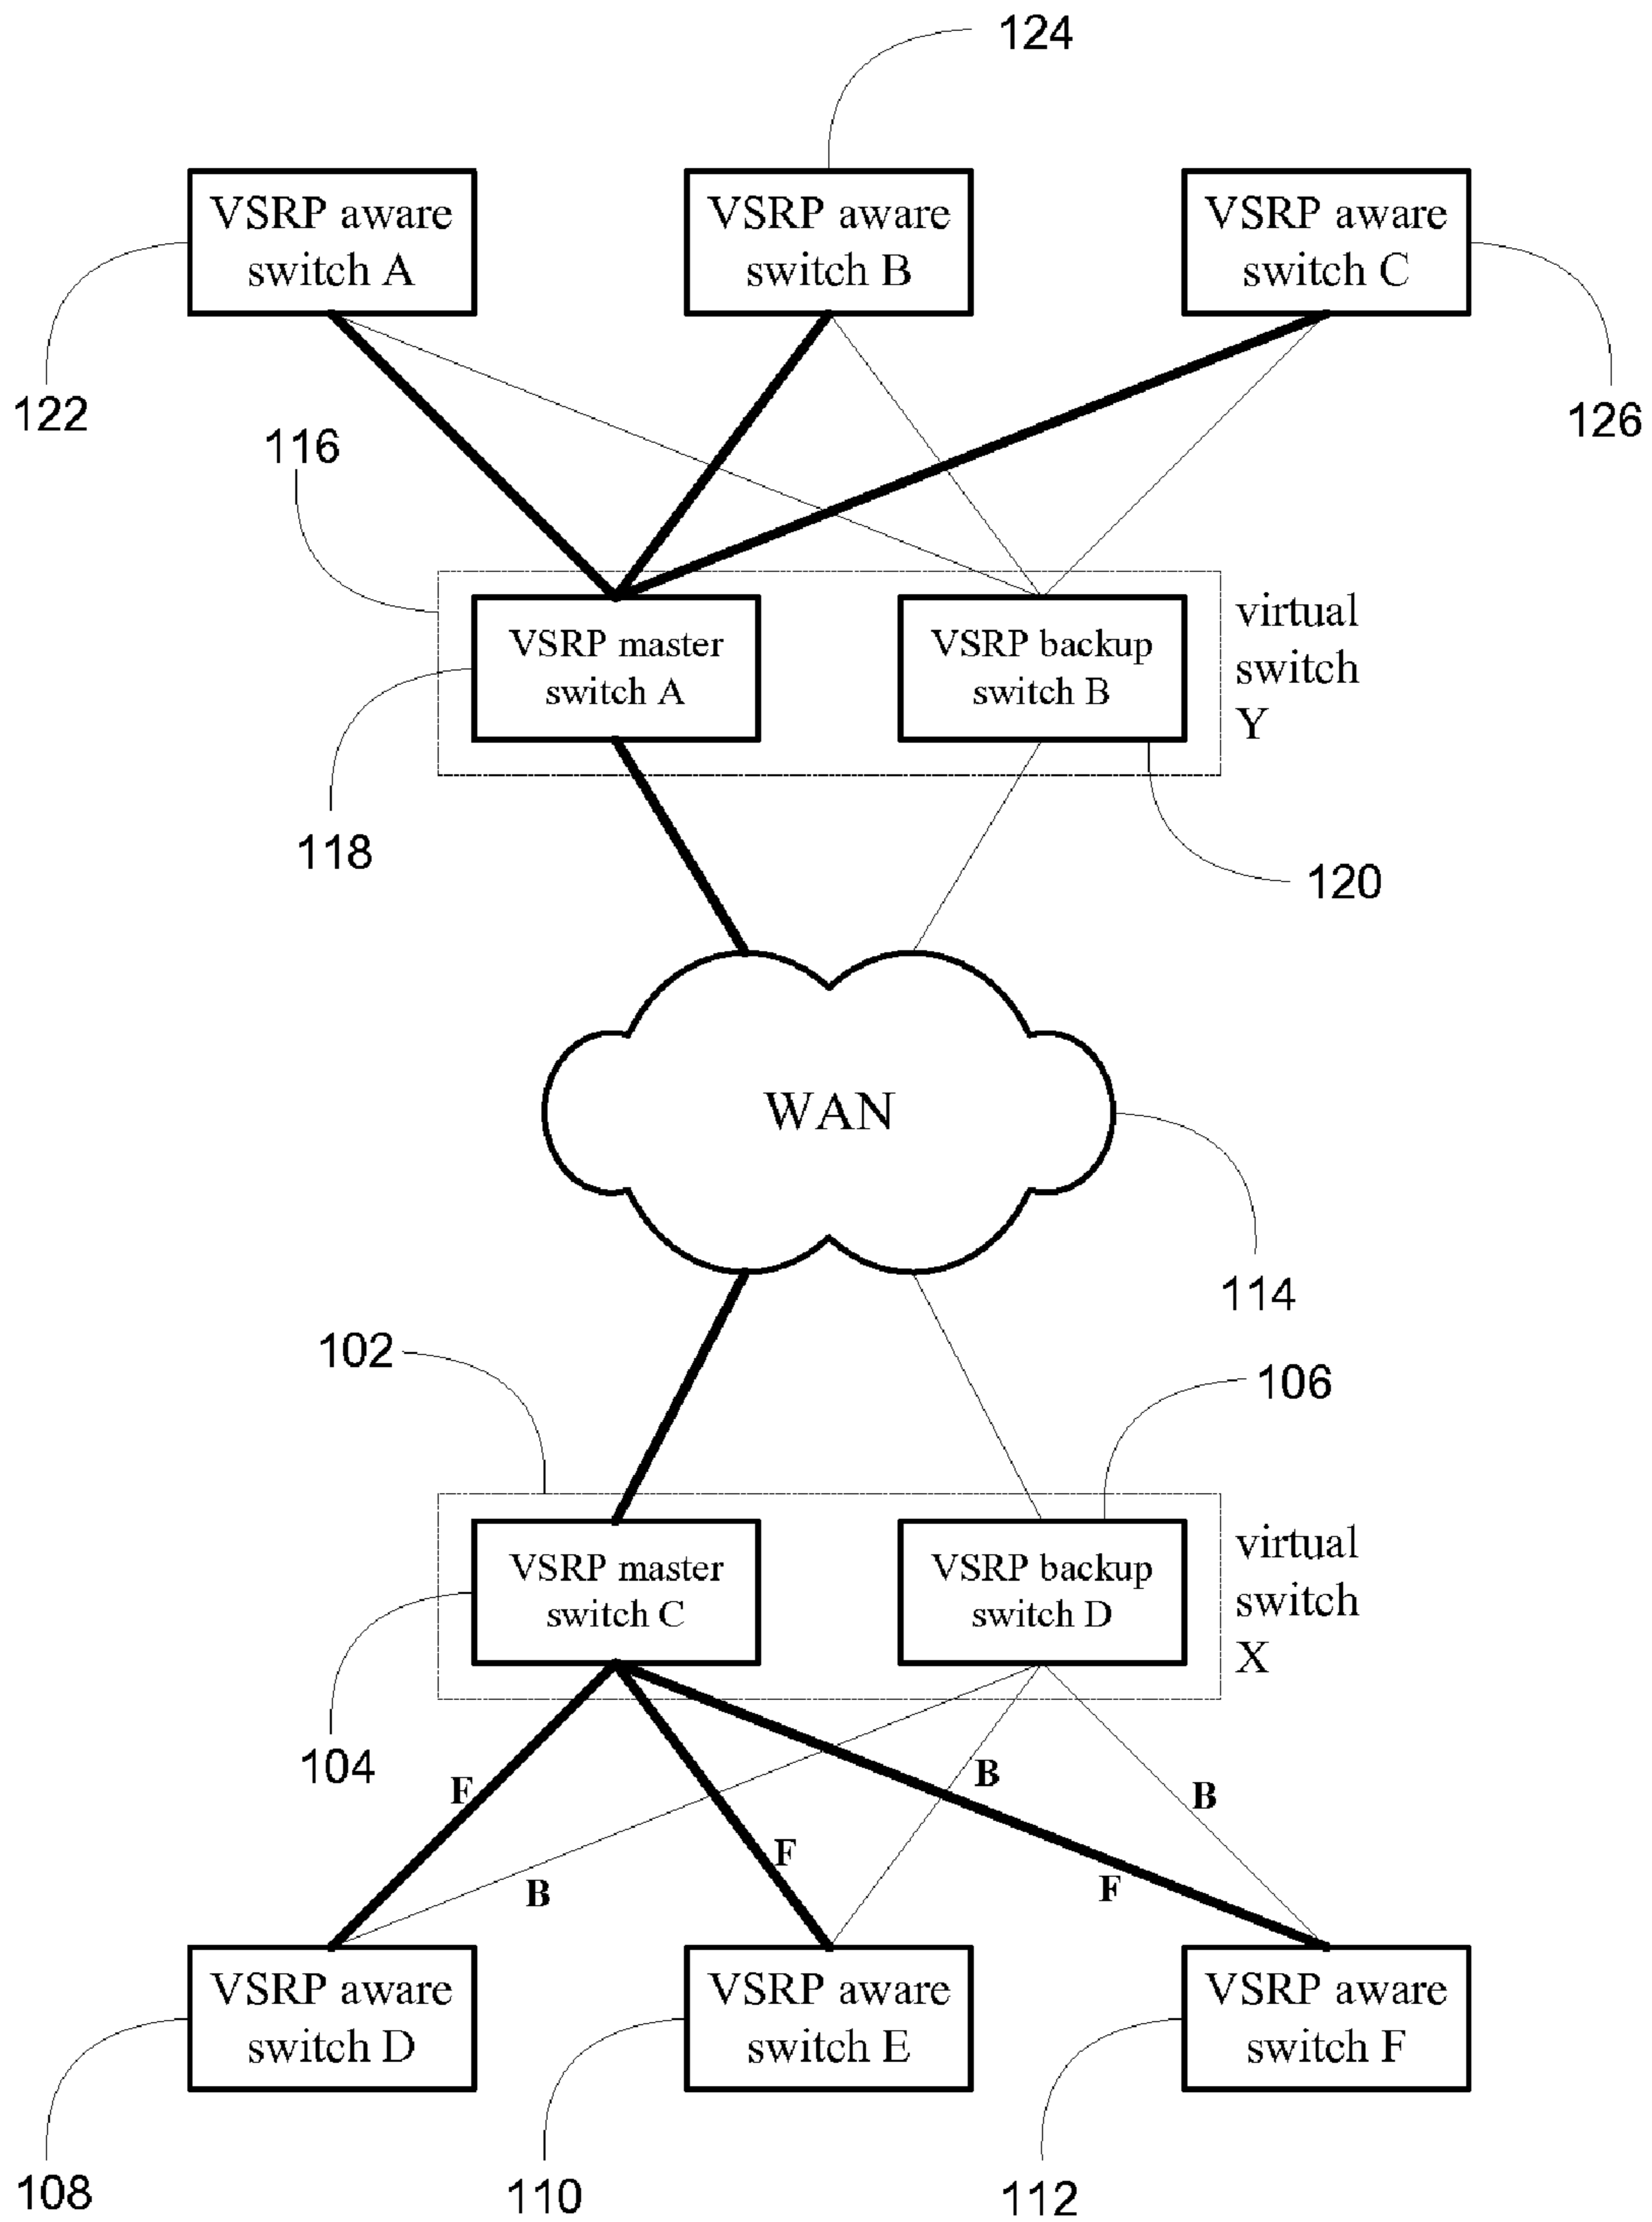 124
VSRP aware
switch A
VSRP aware
switch B
VSRP aware
switch C
122
126
116
VSRP master
switch A
VSRP backup
switch B
virtual
switch
Y
118
120
WAN
114
102
106
VSRP master
switch C
VSRP backup
switch D
virtual
switch
X
104
F
B
B
F
B
F
VSRP aware
switch D
VSRP aware
switch E
VSRP aware
switch F
108
110
112